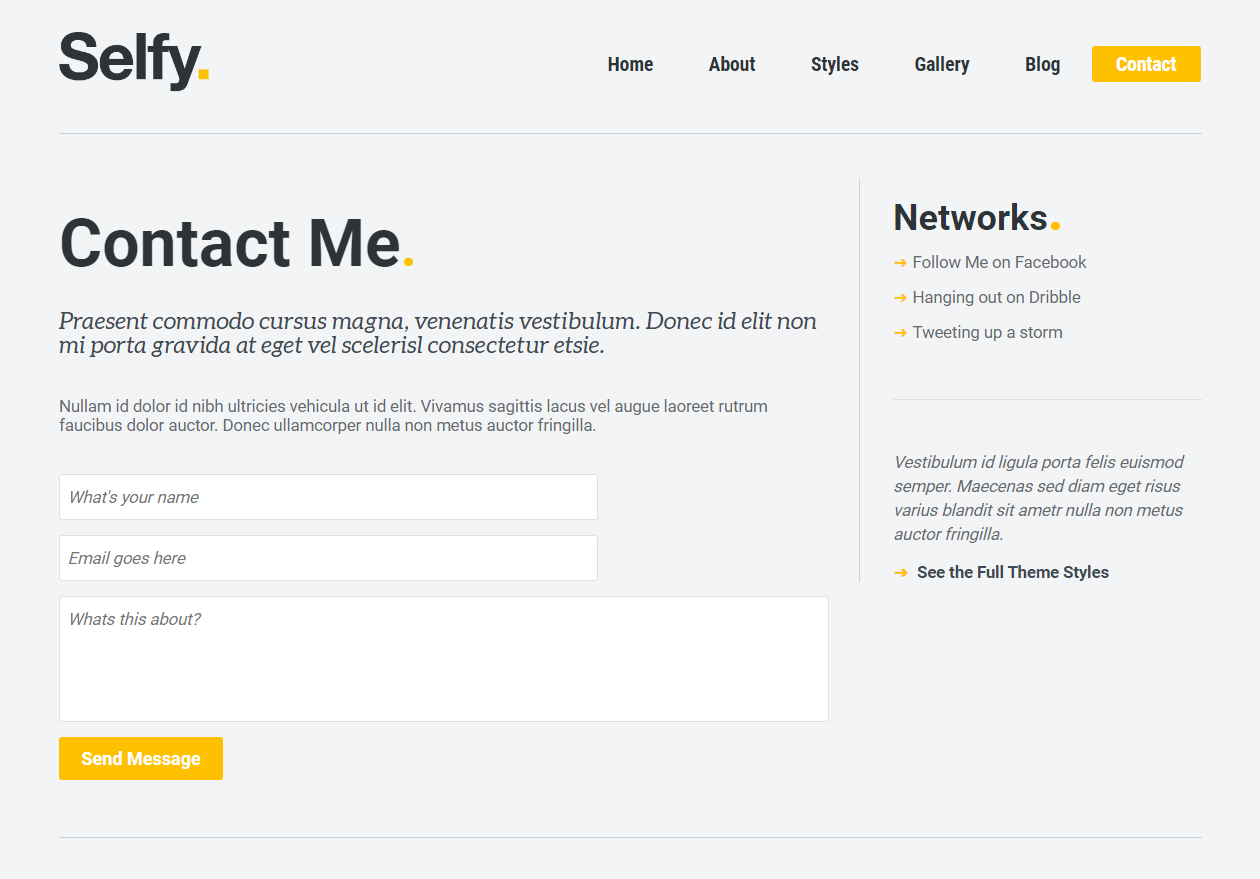 Selfy.
Home About Styles Gallery Blog Contact
Contact Me.
Praesent commodo cursus magna, venenatis vestibulum. Donec id elit non
mi porta gravida at eget vel scelerisl consectetur etsie.
Nullam id dolor id nibh ultricies vehicula ut id elit. Vivamus sagittis lacus vel augue laoreet rutrum
faucibus dolor auctor. Donec ullamcorper nulla non metus auctor fringilla.
What's your name
Email goes here
Whats this about?
Send Message
Networks.
➔ Follow Me on Facebook
➔ Hanging out on Dribble
➔ Tweeting up a storm
Vestibulum id ligula porta felis euismod
semper. Maecenas sed diam eget risus
varius blandit sit ametr nulla non metus
auctor fringilla.
➔ See the Full Theme Styles